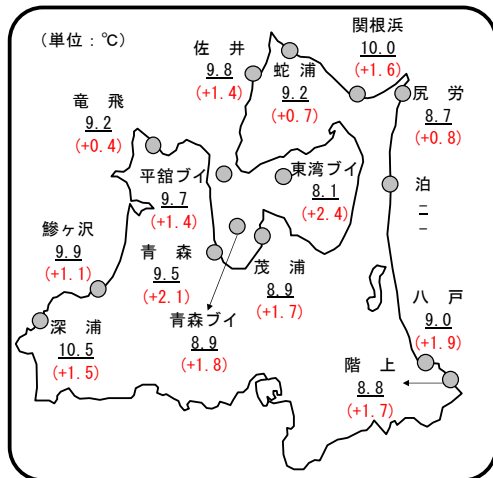 （単位：℃）
関根浜
10.0
(+1.6)
佐井
9.8
(+1.4)
蛇浦
9.2
(+0.7)
尻労
8.7
(+0.8)
竜飛
9.2
(+0.4)
平舘ブイ
9.7
(+1.4)
東湾ブイ
8.1
(+2.4)
泊
－
－
鰺ヶ沢
9.9
(+1.1)
青森
9.5
(+2.1)
茂浦
8.9
(+1.7)
青森ブイ
8.9
(+1.8)
八戸
9.0
(+1.9)
深浦
10.5
(+1.5)
階上
8.8
(+1.7)